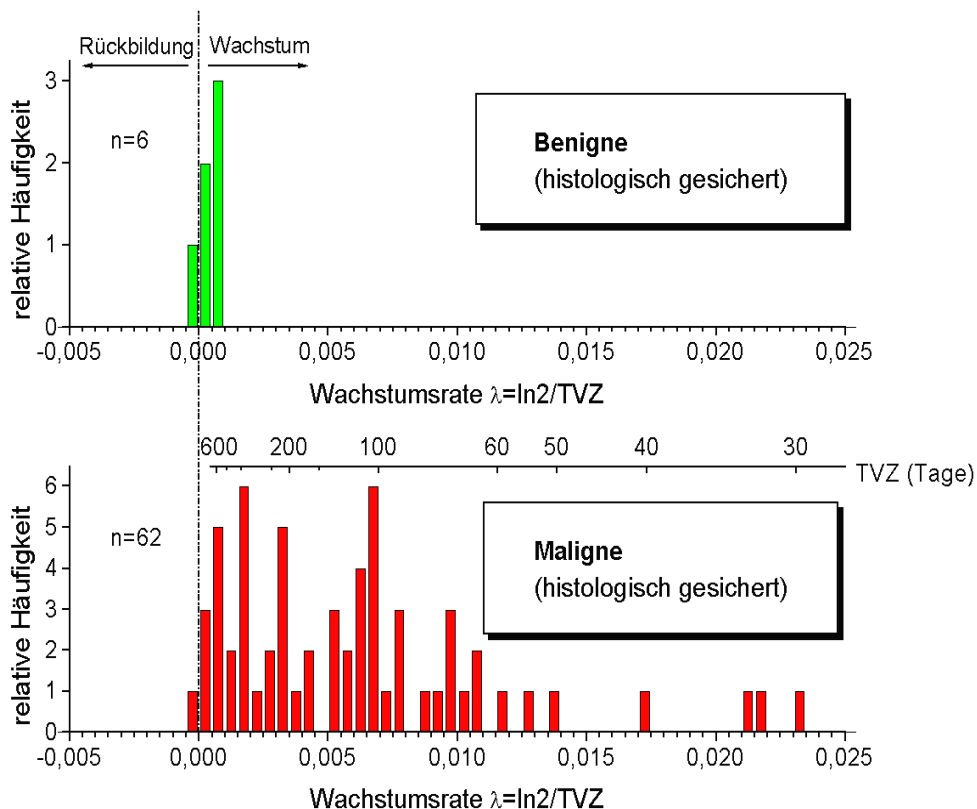 Rückbildung Wachstum
relative Häufigkeit
3
2
1
0
n=6
Benigne
(histologisch gesichert)
-0,005 0,000 0,005 0,010 0,015 0,020 0,025
Wachstumsrate λ=ln2/TVZ
600 200 100 60 50 40 30
TVZ (Tage)
relative Häufigkeit
6
5
4
3
2
1
0
n=62
Maligne
(histologisch gesichert)
-0,005 0,000 0,005 0,010 0,015 0,020 0,025
Wachstumsrate λ=ln2/TVZ